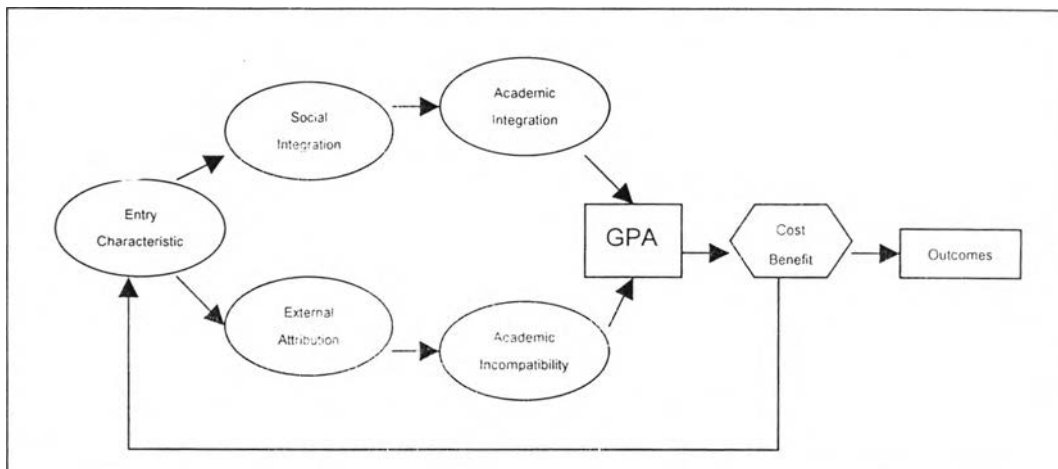 Entry
Characteristic
Social
Integration
Academic
Integration
External
Attribution
Academic
Incompatibility
GPA
Cost
Benefit
Outcomes